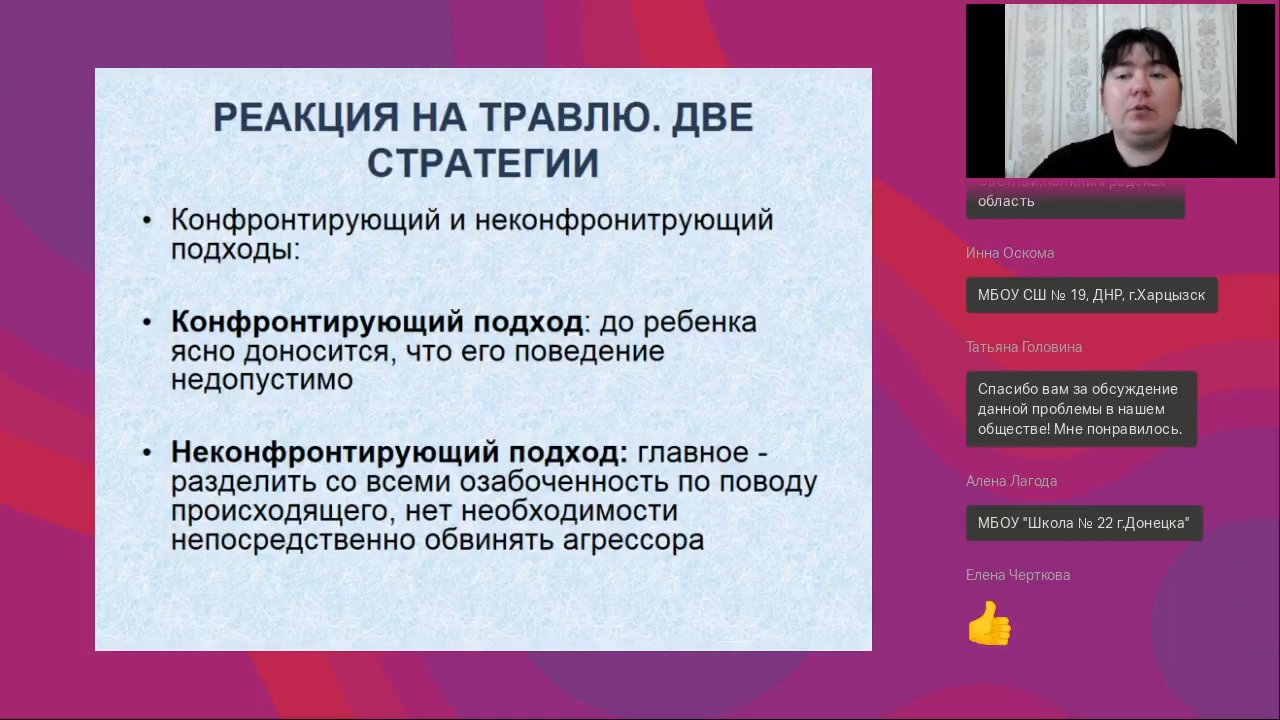 РЕАКЦИЯ НА ТРАВЛЮ. ДВЕ
СТРАТЕГИИ
• Конфронтирующий и неконфронитрующий
подходы:
• Конфронтирующий подход: до ребенка
ясно доносится, что его поведение
недопустимо
• Неконфронтирующий подход: главное -
разделить со всеми озабоченность по поводу
происходящего, нет необходимости
непосредственно обвинять агрессора
область
Инна Оскома
МБОУ СШ № 19, ДНР, г.Харцызск
Татьяна Головина
Спасибо вам за обсуждение
данной проблемы в нашем
обществе! Мне понравилось.
Алена Лагода
МБОУ "Школа № 22 г.Донецка"
Елена Черткова